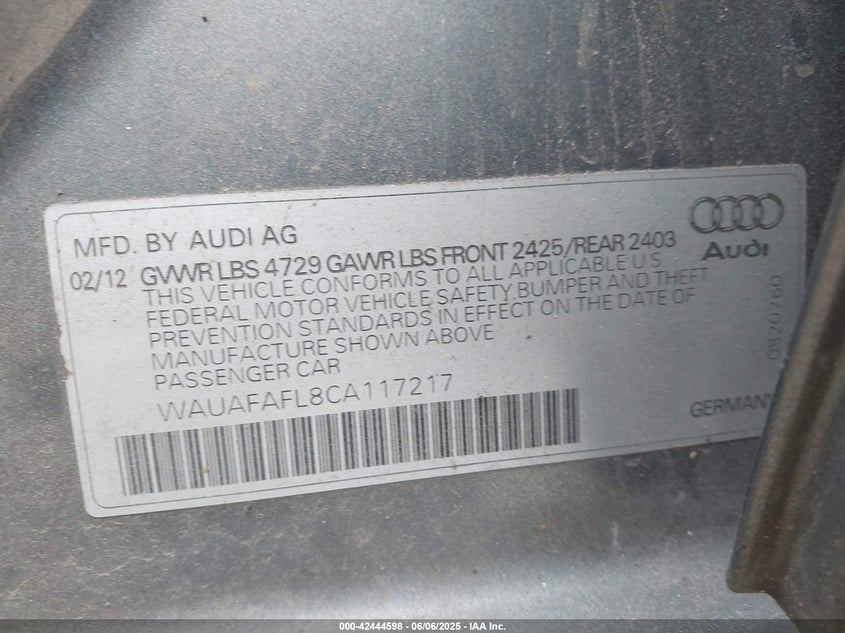 MFD. BY AUDI AG
02/12 GVWR LBS 4729 GAWR LBS FRONT 2425/REAR 2403
THIS VEHICLE CONFORMS TO ALL APPLICABLE U S
FEDERAL MOTOR VEHICLE SAFETY,BUMPER AND THEFT
PREVENTION STANDARDS IN EFFECT ON THE DATE OF
MANUFACTURE SHOWN ABOVE
PASSENGER CAR
WAUAFAFL8CA117217
Audi
0820760
GERMANY
000-42444598 - 06/06/2025 - IAA Inc.